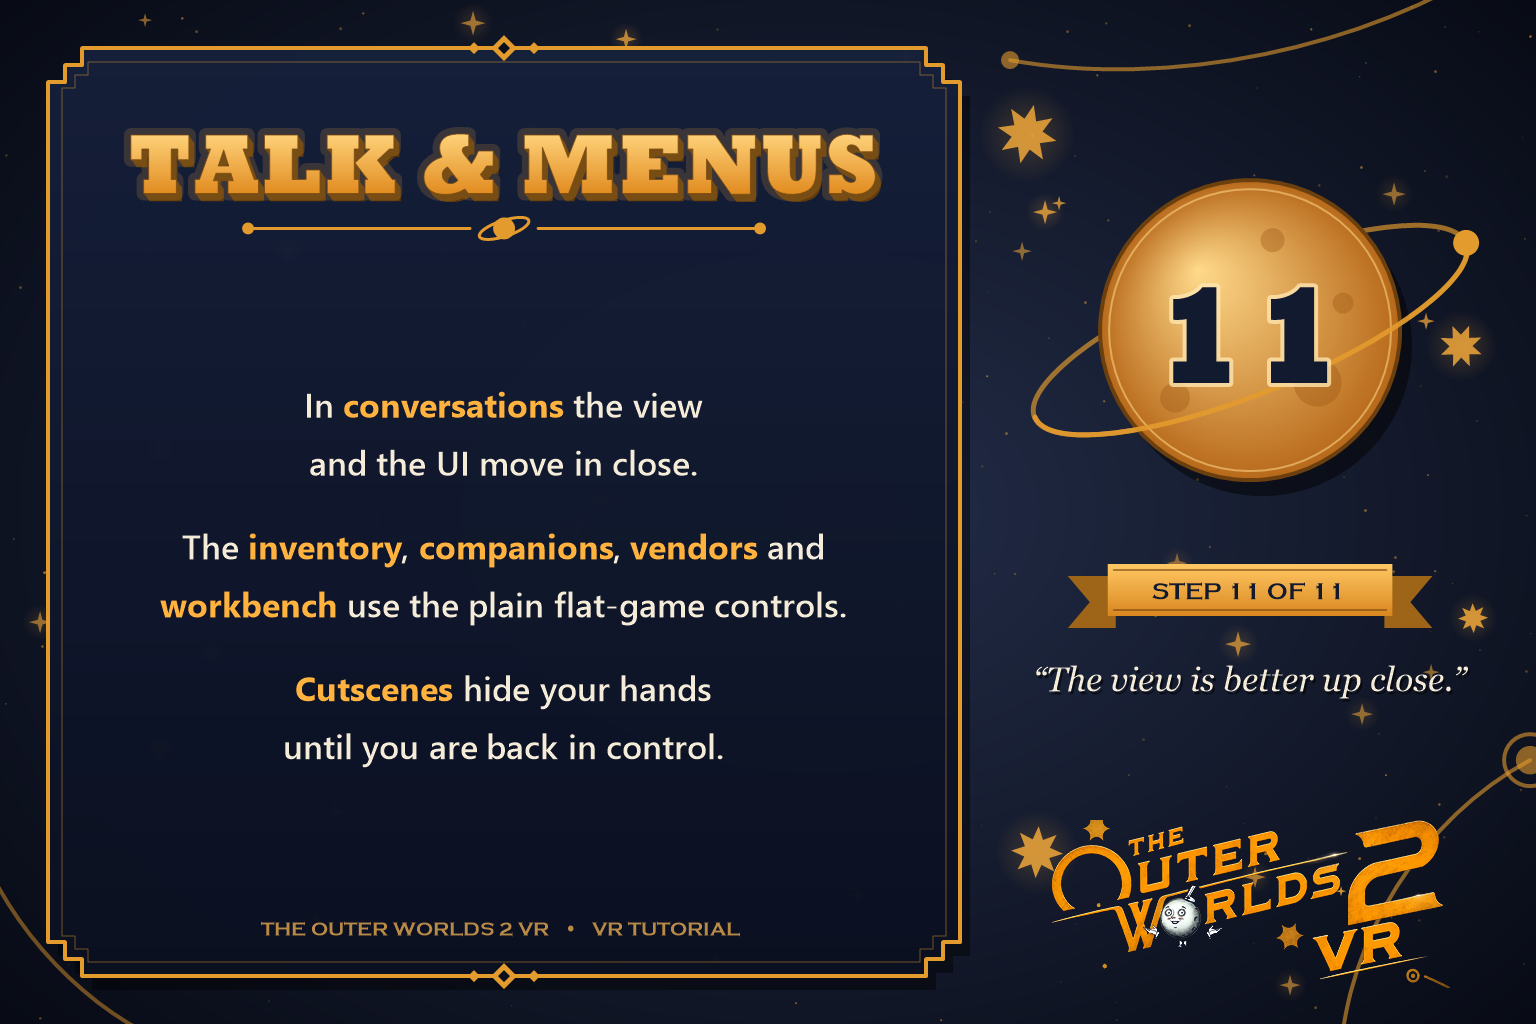 TALK & MENUS
In conversations the view
and the UI move in close.
The inventory, companions, vendors and
workbench use the plain flat-game controls.
Cutscenes hide your hands
until you are back in control.
THE OUTER WORLDS 2 VR • VR TUTORIAL
11
STEP 11 OF 11
“The view is better up close.”
THE
OUTER
WORLDS 2
VR